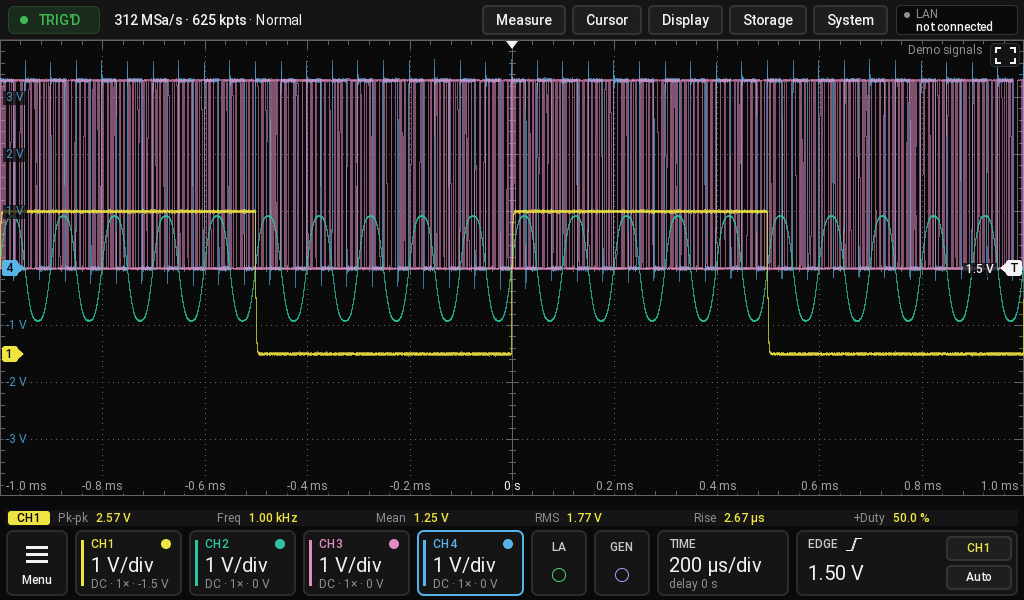 TRIG'D
312 MSa/s · 625 kpts · Normal
Measure
Cursor
Display
Storage
System
LAN
not connected
Demo signals
3 V
2 V
1 V
4
1.5 V
T
-1 V
1
-2 V
-3 V
-1.0 ms
-0.8 ms
-0.6 ms
-0.4 ms
-0.2 ms
0 s
0.2 ms
0.4 ms
0.6 ms
0.8 ms
1.0 ms
CH1
Pk-pk 2.57 V
Freq 1.00 kHz
Mean 1.25 V
RMS 1.77 V
Rise 2.67 µs
+Duty 50.0 %
Menu
CH1
1 V/div
DC · 1× · -1.5 V
CH2
1 V/div
DC · 1× · 0 V
CH3
1 V/div
DC · 1× · 0 V
CH4
1 V/div
DC · 1× · 0 V
LA
GEN
TIME
200 µs/div
delay 0 s
EDGE
1.50 V
CH1
Auto